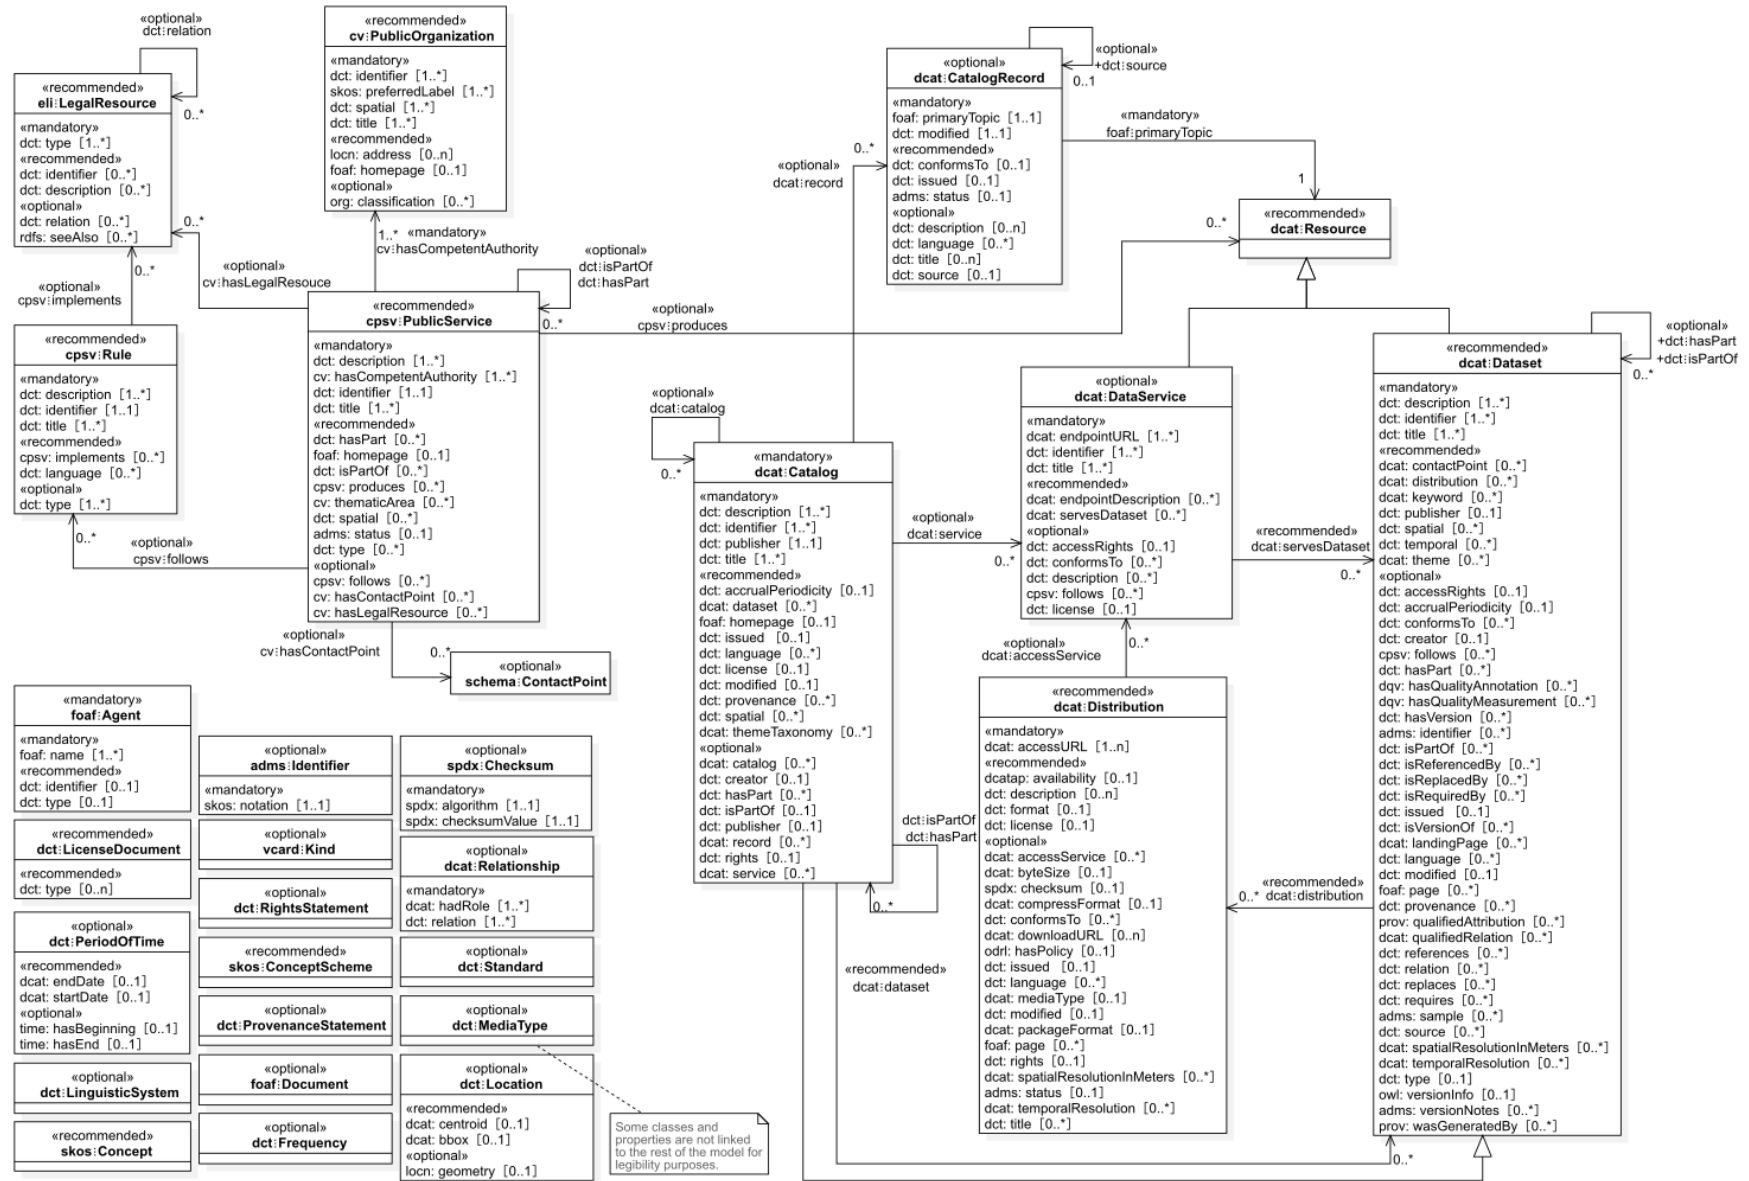 «optional»
dct⁝relation
«recommended»
eli⁝LegalResource
«mandatory»
dct: type [1..*]
«recommended»
dct: identifier [0..*]
dct: description [0..*]
«optional»
dct: relation [0..*]
rdfs: seeAlso [0..*]
0..*
0..*
«recommended»
cv⁝PublicOrganization
«mandatory»
dct: identifier [1..*]
skos: preferredLabel [1..*]
dct: spatial [1..*]
dct: title [1..*]
«recommended»
locn: address [0..n]
foaf: homepage [0..1]
«optional»
org: classification [0..*]
1..*
«mandatory»
cv⁝hasCompetentAuthority
«optional»
cv⁝hasLegalResouce
0..*
«optional»
cpsv⁝implements
«optional»
dct⁝isPartOf
dct⁝hasPart
0..*
«recommended»
cpsv⁝Rule
«mandatory»
dct: description [1..*]
dct: identifier [1..1]
dct: title [1..*]
«recommended»
cpsv: implements [0..*]
dct: language [0..*]
«optional»
dct: type [1..*]
0..*
«optional»
cpsv⁝follows
«recommended»
cpsv⁝PublicService
«mandatory»
dct: description [1..*]
cv: hasCompetentAuthority [1..*]
dct: identifier [1..1]
dct: title [1..*]
«recommended»
dct: hasPart [0..*]
foaf: homepage [0..1]
dct: isPartOf [0..*]
cpsv: produces [0..*]
cv: thematicArea [0..*]
dct: spatial [0..*]
adms: status [0..1]
dct: type [0..*]
«optional»
cpsv: follows [0..*]
cv: hasContactPoint [0..*]
cv: hasLegalResource [0..*]
«optional»
cv⁝hasContactPoint
0..*
«optional»
schema⁝ContactPoint
«optional»
cpsv⁝produces
0..*
«optional»
dcat⁝CatalogRecord
«mandatory»
foaf: primaryTopic [1..1]
dct: modified [1..1]
«recommended»
dct: conformsTo [0..1]
dct: issued [0..1]
adms: status [0..1]
«optional»
dct: description [0..n]
dct: language [0..*]
dct: title [0..n]
dct: source [0..1]
«optional»
+dct⁝source
0..1
«mandatory»
foaf⁝primaryTopic
1
0..*
«optional»
dcat⁝record
«recommended»
dcat⁝Resource
«optional»
dcat⁝catalog
0..*
«mandatory»
dcat⁝Catalog
«mandatory»
dct: description [1..*]
dct: identifier [1..*]
dct: publisher [1..1]
dct: title [1..*]
«recommended»
dct: accrualPeriodicity [0..1]
dcat: dataset [0..*]
foaf: homepage [0..1]
dct: issued [0..1]
dct: language [0..*]
dct: license [0..1]
dct: modified [0..1]
dct: provenance [0..*]
dct: spatial [0..*]
dcat: themeTaxonomy [0..*]
«optional»
dcat: catalog [0..*]
dct: creator [0..1]
dct: hasPart [0..*]
dct: isPartOf [0..1]
dct: publisher [0..1]
dcat: record [0..*]
dct: rights [0..1]
dcat: service [0..*]
dct⁝isPartOf
dct⁝hasPart
0..*
«recommended»
dcat⁝dataset
0..*
«optional»
dcat⁝service
0..*
«optional»
dcat⁝DataService
«mandatory»
dcat: endpointURL [1..*]
dct: identifier [1..*]
dct: title [1..*]
«recommended»
dcat: endpointDescription [0..*]
dcat: servesDataset [0..*]
«optional»
dct: accessRights [0..1]
dct: conformsTo [0..*]
dct: description [0..*]
cpsv: follows [0..*]
dct: license [0..1]
«recommended»
dcat⁝servesDataset
0..*
«optional»
dcat⁝accessService
0..*
«recommended»
dcat⁝Distribution
«mandatory»
dcat: accessURL [1..n]
«recommended»
dcatap: availability [0..1]
dct: description [0..n]
dct: format [0..1]
dct: license [0..1]
«optional»
dcat: accessService [0..*]
dcat: byteSize [0..1]
spdx: checksum [0..1]
dcat: compressFormat [0..1]
dct: conformsTo [0..*]
dcat: downloadURL [0..n]
odrl: hasPolicy [0..1]
dct: issued [0..1]
dct: language [0..*]
dcat: mediaType [0..1]
dct: modified [0..1]
dcat: packageFormat [0..1]
foaf: page [0..*]
dct: rights [0..1]
dcat: spatialResolutionInMeters [0..*]
adms: status [0..1]
dcat: temporalResolution [0..*]
dct: title [0..*]
«recommended»
0..* dcat⁝distribution
«recommended»
dcat⁝Dataset
«mandatory»
dct: description [1..*]
dct: identifier [1..*]
dct: title [1..*]
«recommended»
dcat: contactPoint [0..*]
dcat: distribution [0..*]
dcat: keyword [0..*]
dct: publisher [0..1]
dct: spatial [0..*]
dct: temporal [0..*]
dcat: theme [0..*]
«optional»
dct: accessRights [0..1]
dct: accrualPeriodicity [0..1]
dct: conformsTo [0..*]
dct: creator [0..1]
cpsv: follows [0..*]
dct: hasPart [0..*]
dqv: hasQualityAnnotation [0..*]
dqv: hasQualityMeasurement [0..*]
dct: hasVersion [0..*]
adms: identifier [0..*]
dct: isPartOf [0..*]
dct: isReferencedBy [0..*]
dct: isReplacedBy [0..*]
dct: isRequiredBy [0..*]
dct: issued [0..1]
dct: isVersionOf [0..*]
dcat: landingPage [0..*]
dct: language [0..*]
dct: modified [0..1]
foaf: page [0..*]
dct: provenance [0..*]
prov: qualifiedAttribution [0..*]
dcat: qualifiedRelation [0..*]
dct: references [0..*]
dct: relation [0..*]
dct: replaces [0..*]
dct: requires [0..*]
adms: sample [0..*]
dct: source [0..*]
dcat: spatialResolutionInMeters [0..*]
dcat: temporalResolution [0..*]
dct: type [0..1]
owl: versionInfo [0..1]
adms: versionNotes [0..*]
prov: wasGeneratedBy [0..*]
«optional»
+dct⁝hasPart
+dct⁝isPartOf
0..*
«mandatory»
foaf⁝Agent
«mandatory»
foaf: name [1..*]
«recommended»
dct: identifier [0..1]
dct: type [0..1]
«recommended»
dct⁝LicenseDocument
«recommended»
dct: type [0..n]
«optional»
dct⁝PeriodOfTime
«recommended»
dcat: endDate [0..1]
dcat: startDate [0..1]
«optional»
time: hasBeginning [0..1]
time: hasEnd [0..1]
«optional»
dct⁝LinguisticSystem
«recommended»
skos⁝Concept
«optional»
adms⁝Identifier
«mandatory»
skos: notation [1..1]
«optional»
vcard⁝Kind
«optional»
dct⁝RightsStatement
«recommended»
skos⁝ConceptScheme
«optional»
dct⁝ProvenanceStatement
«optional»
foaf⁝Document
«optional»
dct⁝Frequency
«optional»
spdx⁝Checksum
«mandatory»
spdx: algorithm [1..1]
spdx: checksumValue [1..1]
«optional»
dcat⁝Relationship
«mandatory»
dcat: hadRole [1..*]
dct: relation [1..*]
«optional»
dct⁝Standard
«optional»
dct⁝MediaType
«optional»
dct⁝Location
«recommended»
dcat: centroid [0..1]
dcat: bbox [0..1]
«optional»
locn: geometry [0..1]
Some classes and
properties are not linked
to the rest of the model for
legibility purposes.